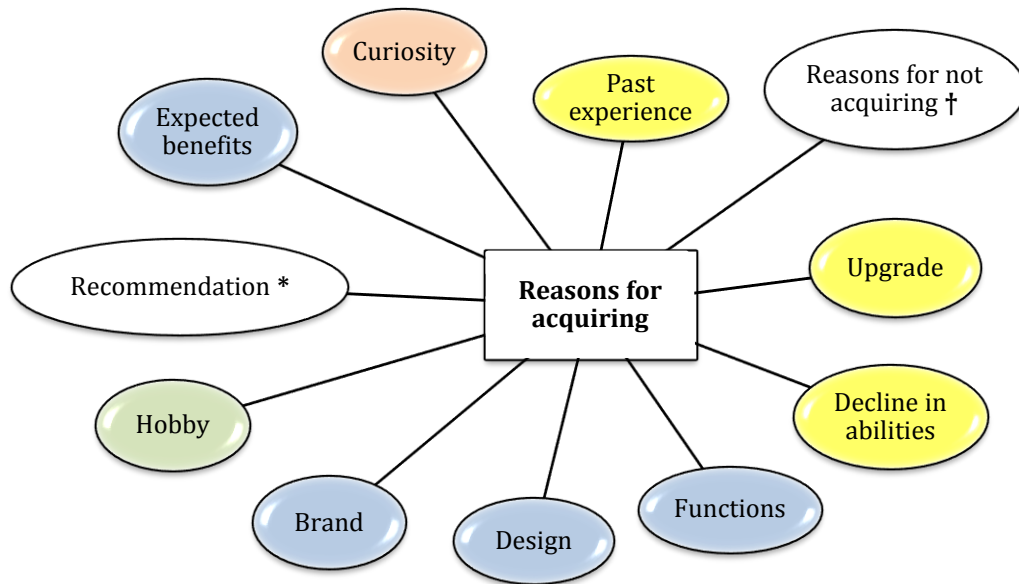 Curiosity
Past
experience
Reasons for not
acquiring †
Expected
benefits
Upgrade
Recommendation *
Reasons for
acquiring
Hobby
Decline in
abilities
Brand
Design
Functions